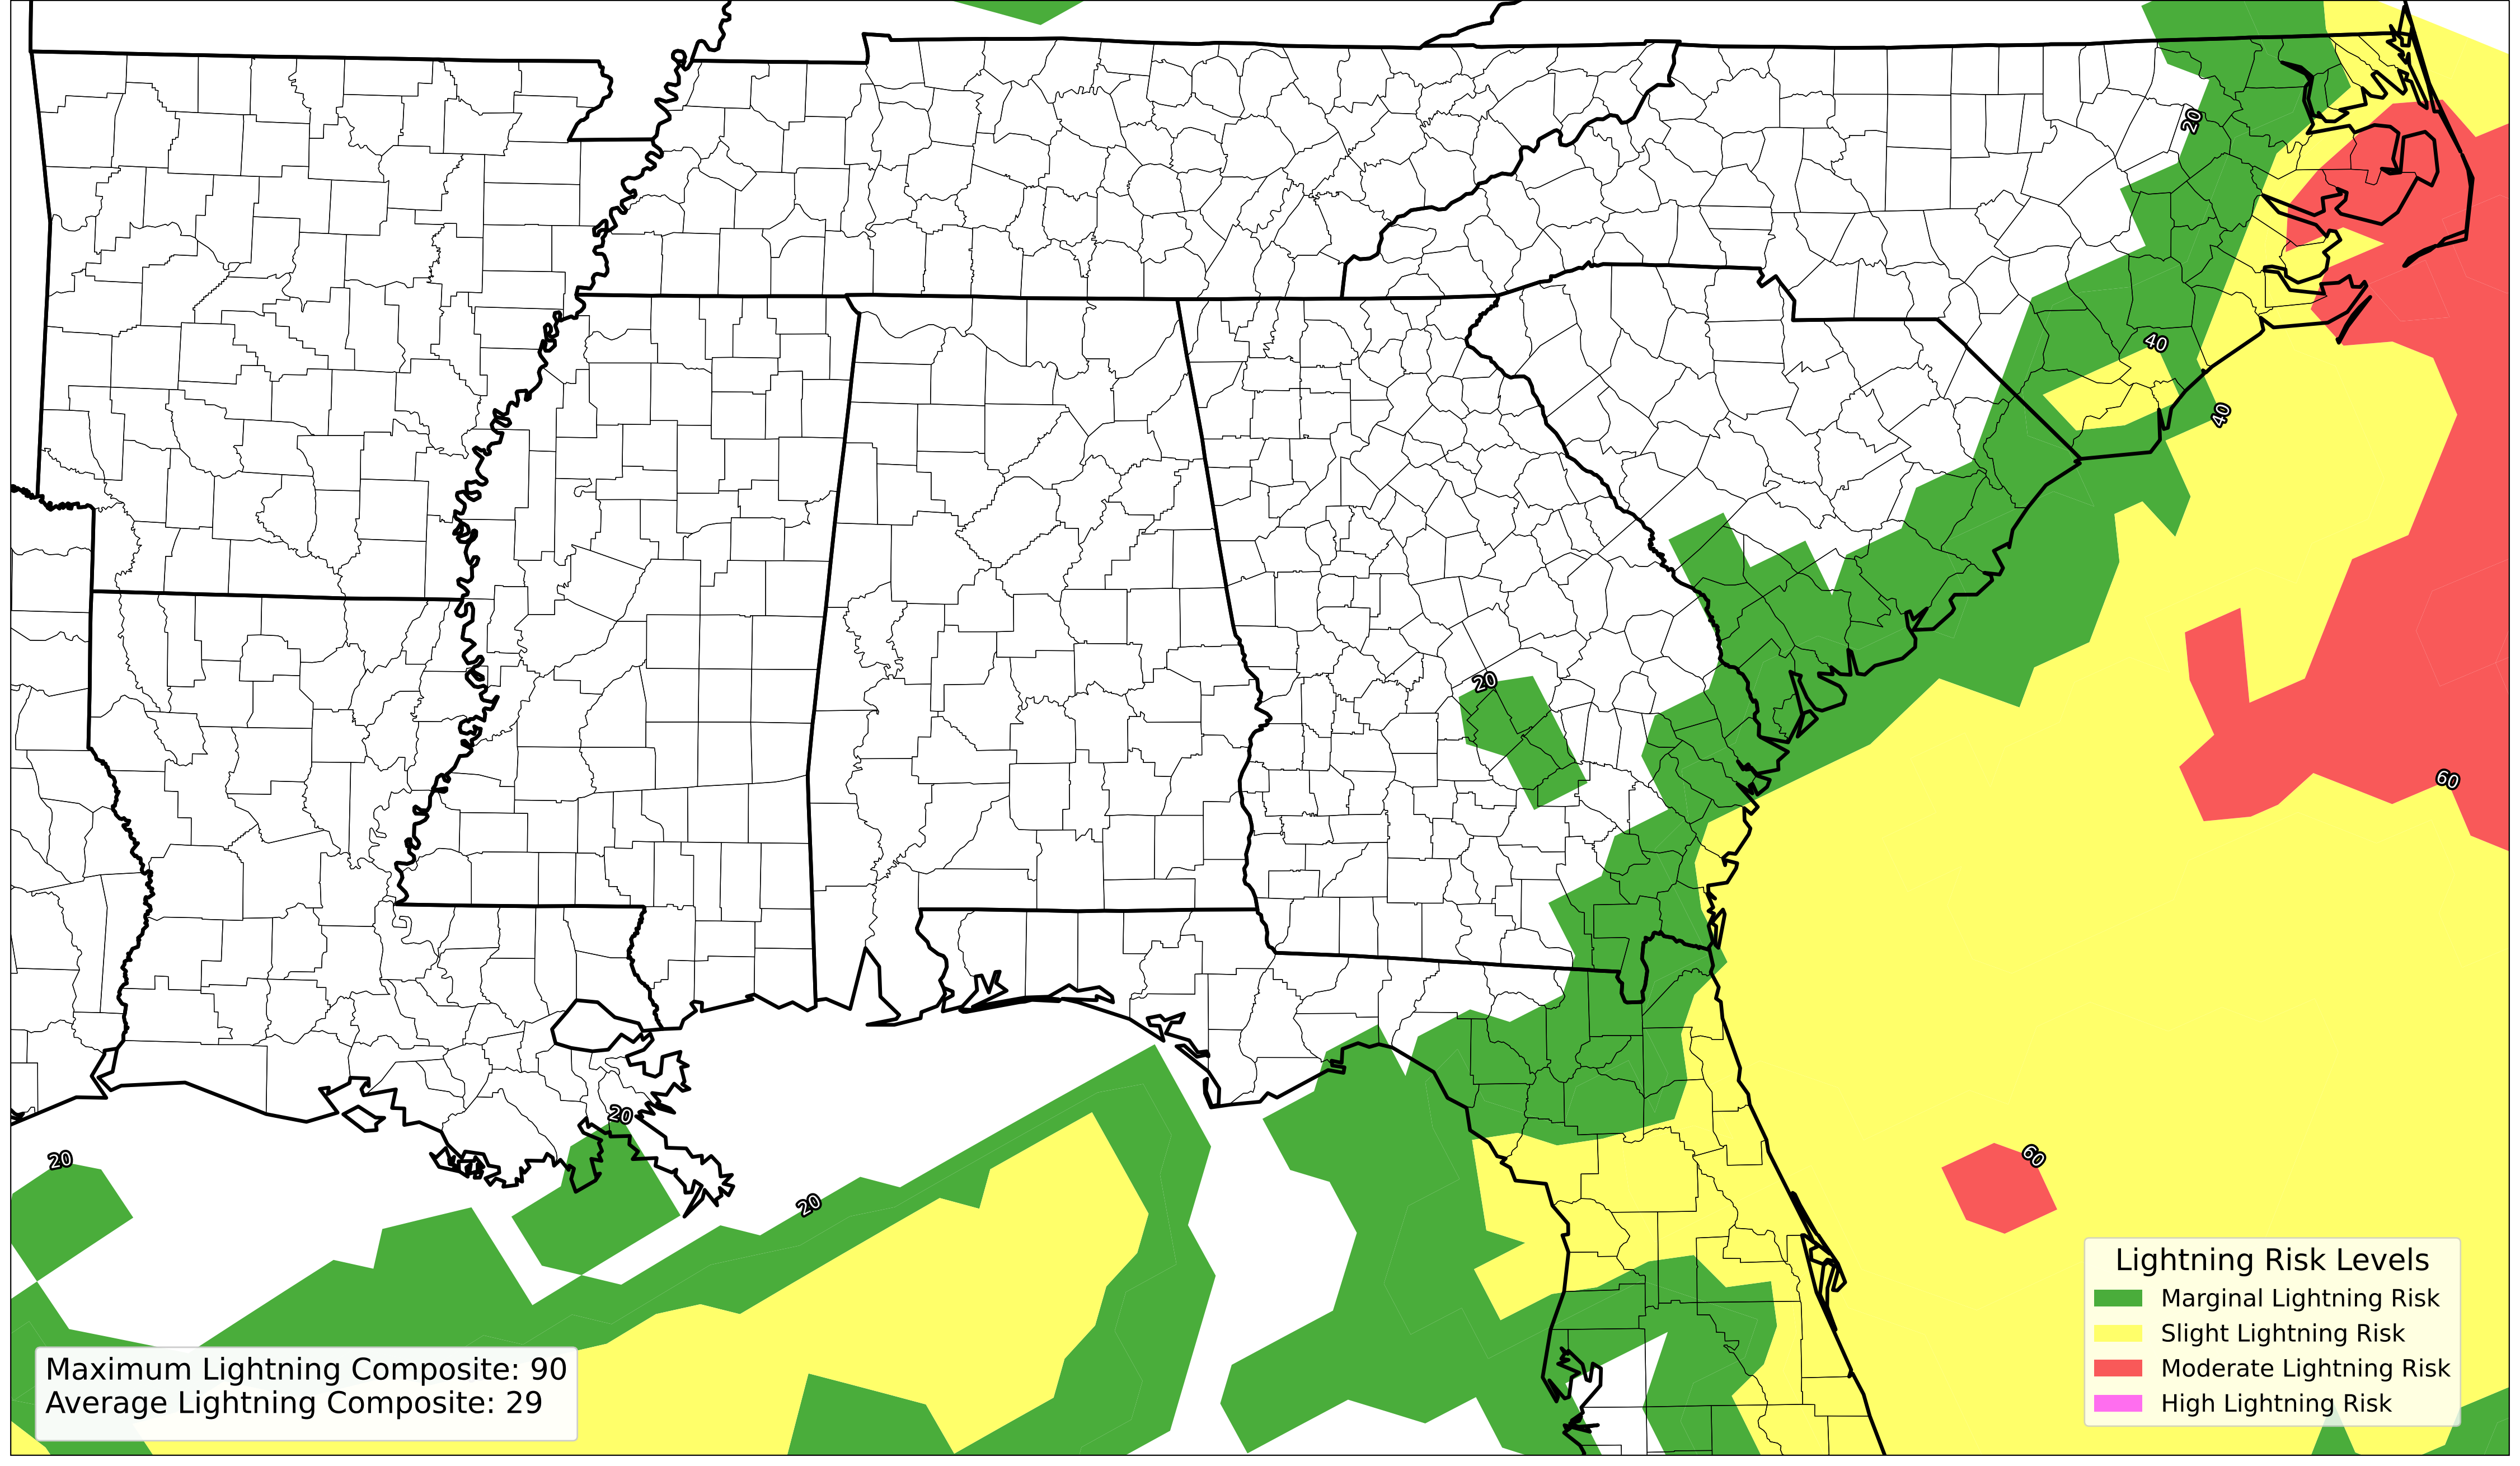 20
40
40
20
60
20
20
60
20
Lightning Risk Levels
Marginal Lightning Risk
Slight Lightning Risk
Moderate Lightning Risk
High Lightning Risk
Maximum Lightning Composite: 90
Average Lightning Composite: 29